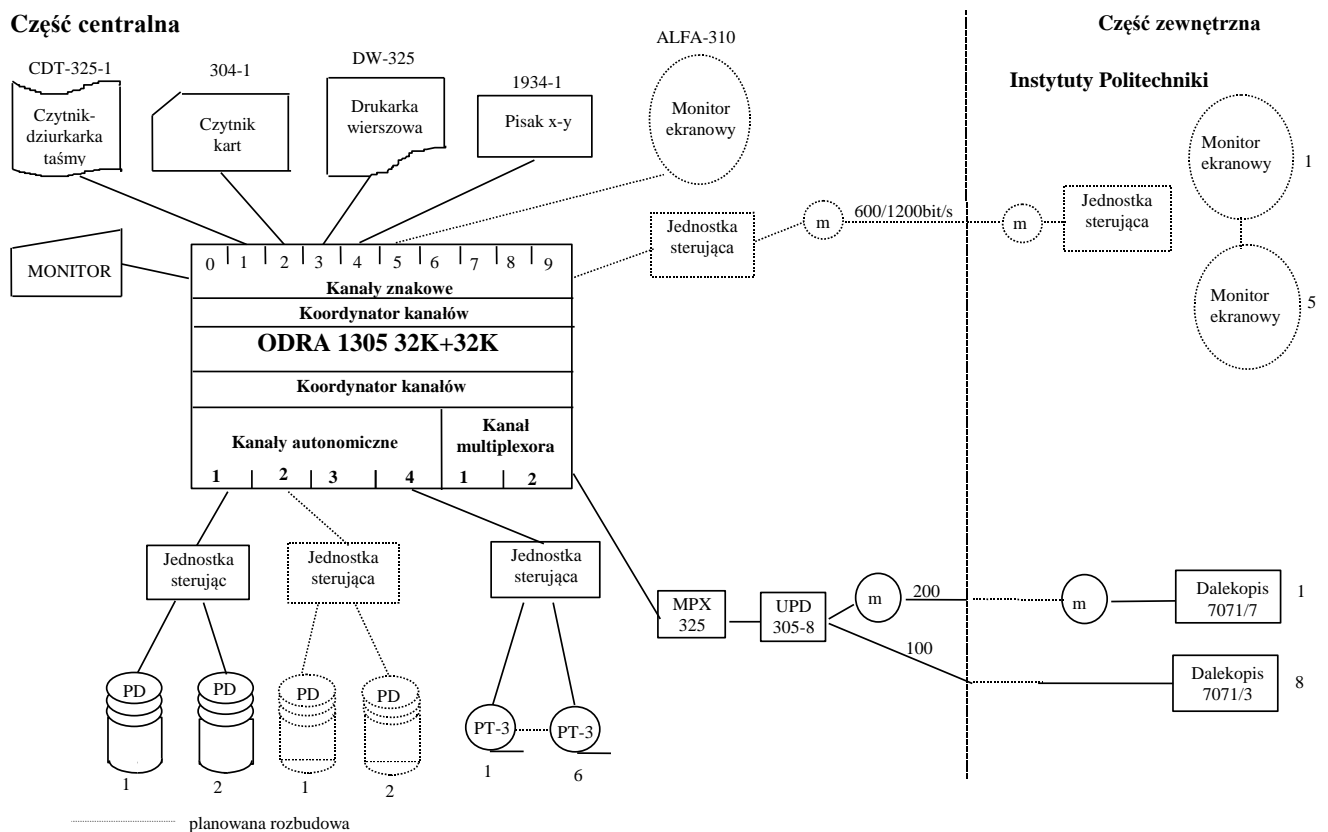 Część centralna
Część zewnętrzna
ALFA-310
DW-325
CDT-325-1
304-1
1934-1
Instytuty Politechniki
Czytnik-
dziurkarka
taśmy
Czytnik
kart
Drukarka
wierszowa
Pisak x-y
Monitor
ekranowy
Monitor
ekranowy
1
Jednostka
sterująca
m
600/1200bit/s
m
Jednostka
sterująca
MONITOR
0 1 2 3 4 5 6 7 8 9
Kanały znakowe
Koordynator kanałów
ODRA 1305 32K+32K
Koordynator kanałów
Monitor
ekranowy
5
Kanały autonomiczne
Kanał
multiplexora
1 2 3 4 1 2
Jednostka
sterując
Jednostka
sterująca
Jednostka
sterująca
MPX
325
UPD
305-8
m
200
100
m
Dalekopis
7071/7
1
Dalekopis
7071/3
8
PD
PD
PD
PD
PT-3
PT-3
1
2
1
2
1
6
planowana rozbudowa